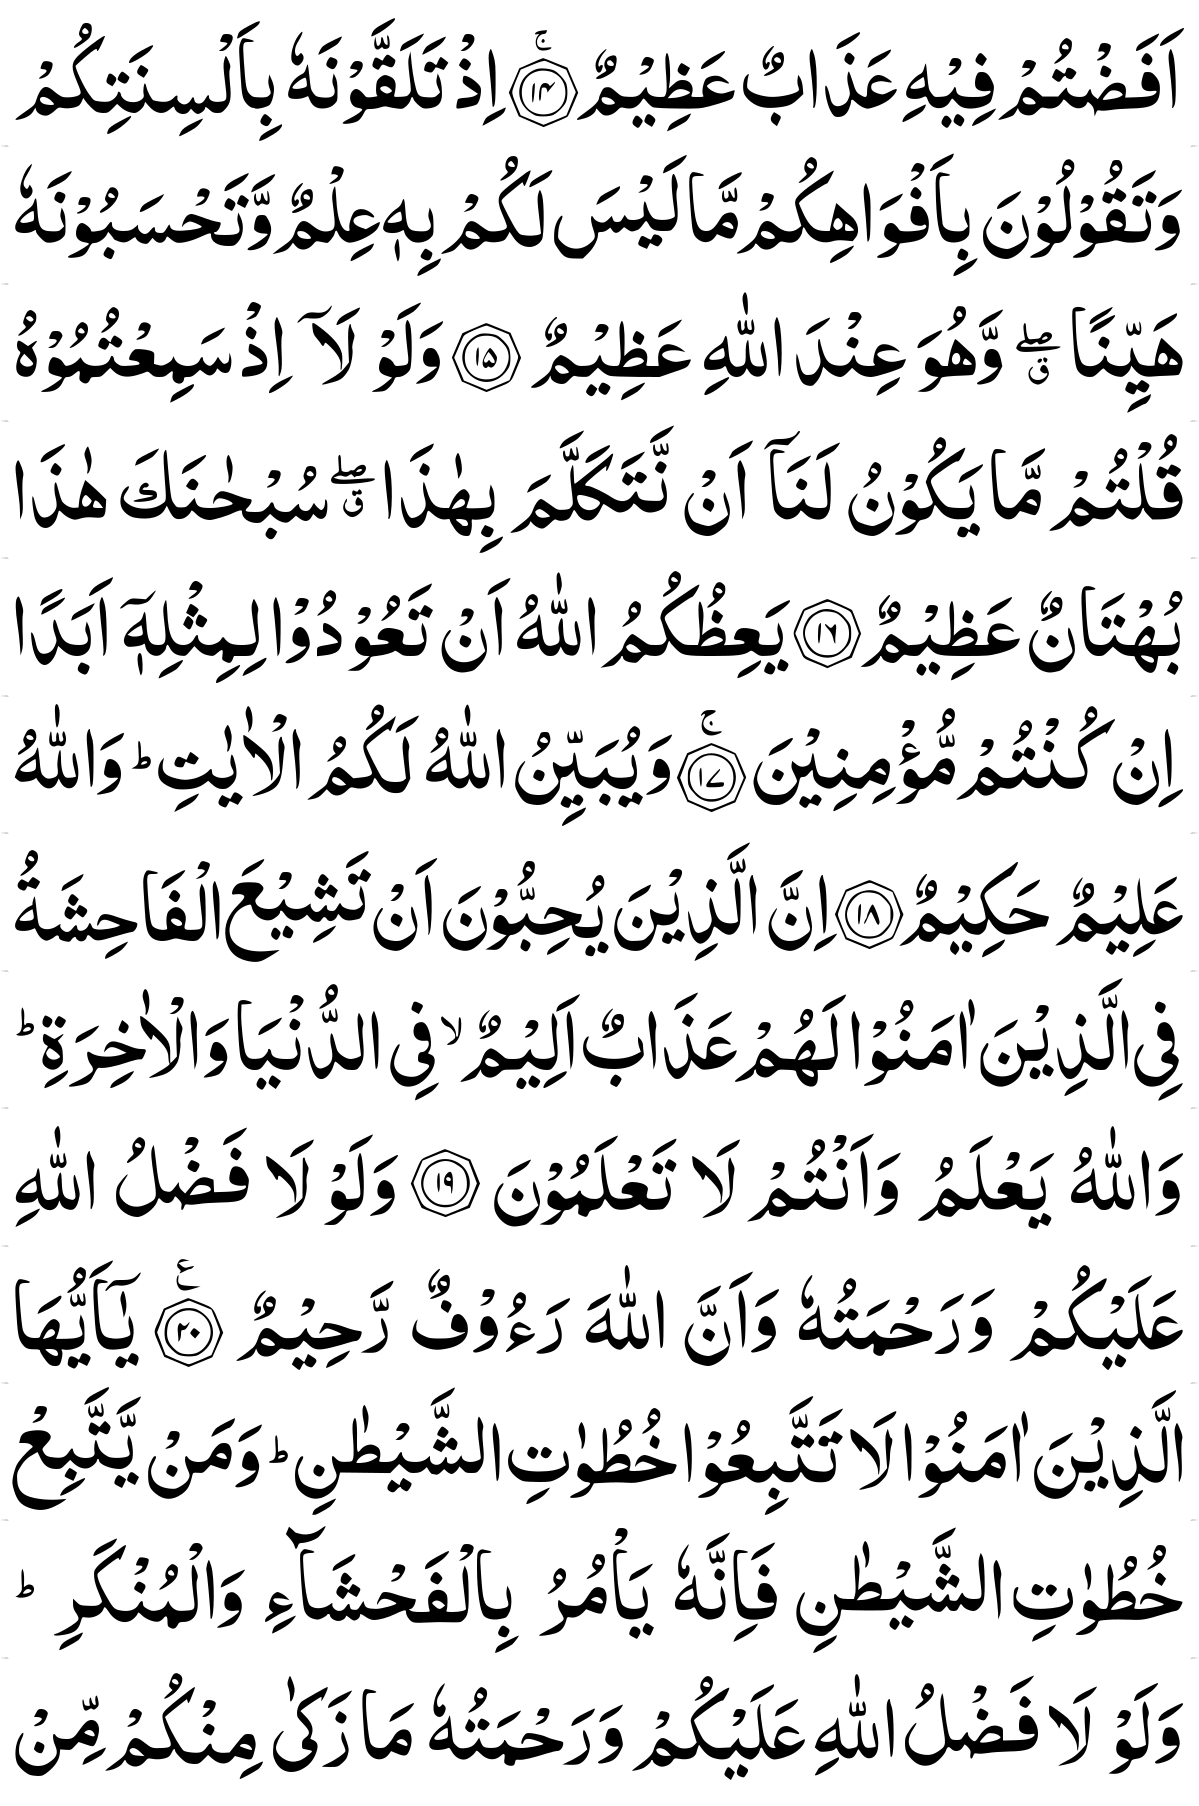 اَفَضْتُمْ فِيْهِ عَذَابٌ عَظِيْمٌ ۚ ﴿۱۴﴾ اِذْ تَلَقَّوْنَهٗ بِاَلْسِنَتِكُمْ
وَتَقُوْلُوْنَ بِاَفْوَاهِكُمْ مَّا لَيْسَ لَكُمْ بِهٖ عِلْمٌ وَّتَحْسَبُوْنَهٗ
هَيِّنًا ۖق وَّهُوَ عِنْدَ اللّٰهِ عَظِيْمٌ ﴿۱۵﴾ وَلَوْ لَاۤ اِذْ سَمِعْتُمُوْهُ
قُلْتُمْ مَّا يَكُوْنُ لَنَاۤ اَنْ نَّتَكَلَّمَ بِهٰذَا ۖق سُبْحٰنَكَ هٰذَا
بُهْتَانٌ عَظِيْمٌ ﴿۱۶﴾ يَعِظُكُمُ اللّٰهُ اَنْ تَعُوْدُوْا لِمِثْلِهٖۤ اَبَدًا
اِنْ كُنْتُمْ مُّؤْمِنِيْنَ ۚ ﴿۱۷﴾ وَيُبَيِّنُ اللّٰهُ لَكُمُ الْاٰيٰتِ ؕ وَاللّٰهُ
عَلِيْمٌ حَكِيْمٌ ﴿۱۸﴾ اِنَّ الَّذِيْنَ يُحِبُّوْنَ اَنْ تَشِيْعَ الْفَاحِشَةُ
فِى الَّذِيْنَ اٰمَنُوْا لَهُمْ عَذَابٌ اَلِيْمٌ ۙ فِى الدُّنْيَا وَالْاٰخِرَةِ ؕ
وَاللّٰهُ يَعْلَمُ وَاَنْتُمْ لَا تَعْلَمُوْنَ ﴿۱۹﴾ وَلَوْ لَا فَضْلُ اللّٰهِ
عَلَيْكُمْ وَرَحْمَتُهٗ وَاَنَّ اللّٰهَ رَءُوْفٌ رَّحِيْمٌ ﴿۲۰﴾ ع يٰۤاَيُّهَا
الَّذِيْنَ اٰمَنُوْا لَا تَتَّبِعُوْا خُطُوٰتِ الشَّيْطٰنِ ؕ وَمَنْ يَّتَّبِعْ
خُطُوٰتِ الشَّيْطٰنِ فَاِنَّهٗ يَاْمُرُ بِالْفَحْشَآءِ وَالْمُنْكَرِ ؕ
وَلَوْ لَا فَضْلُ اللّٰهِ عَلَيْكُمْ وَرَحْمَتُهٗ مَا زَكٰى مِنْكُمْ مِّنْ